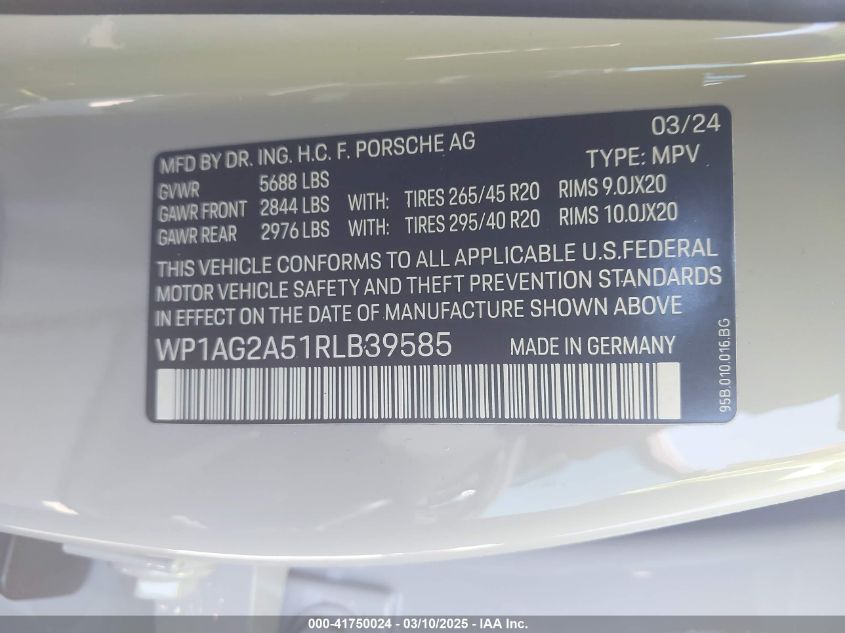 MFD BY DR. ING. H.C. F. PORSCHE AG 03/24
GVWR 5688 LBS TYPE: MPV
GAWR FRONT 2844 LBS WITH: TIRES 265/45 R20 RIMS 9.0JX20
GAWR REAR 2976 LBS WITH: TIRES 295/40 R20 RIMS 10.0JX20
THIS VEHICLE CONFORMS TO ALL APPLICABLE U.S.FEDERAL
MOTOR VEHICLE SAFETY AND THEFT PREVENTION STANDARDS
IN EFFECT ON THE DATE OF MANUFACTURE SHOWN ABOVE
WP1AG2A51RLB39585 MADE IN GERMANY
95B.010.016.BG
000-41750024 - 03/10/2025 - IAA Inc.